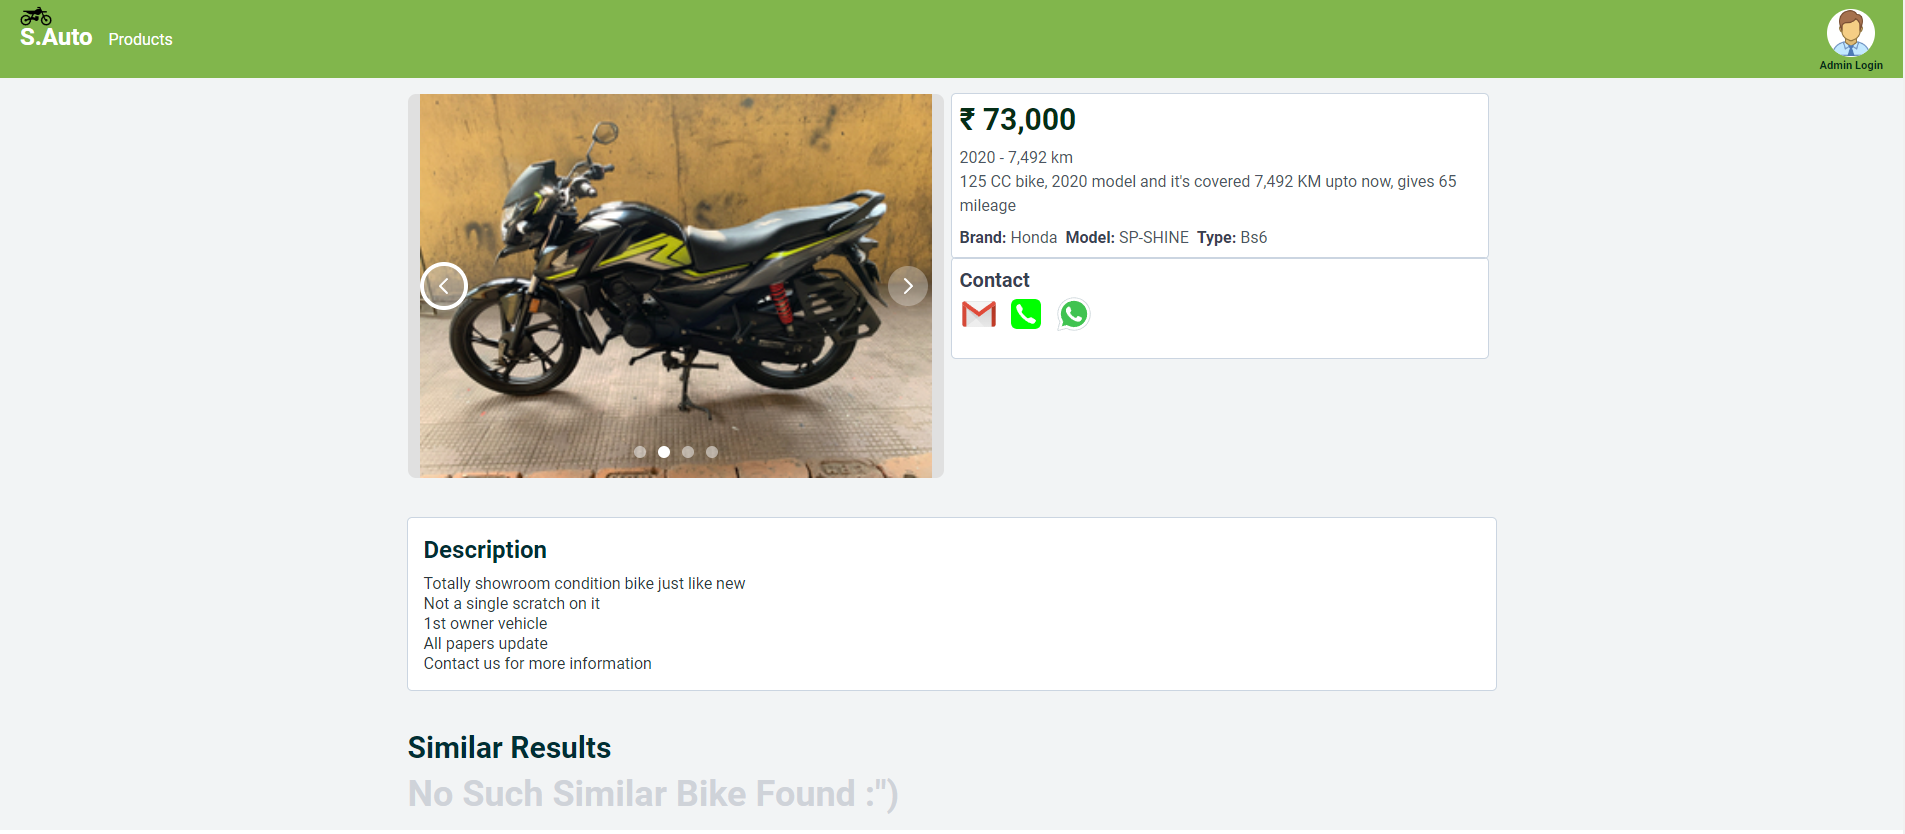 S.Auto Products
Admin Login
₹ 73,000
2020 - 7,492 km
125 CC bike, 2020 model and it's covered 7,492 KM upto now, gives 65
mileage
Brand: Honda Model: SP-SHINE Type: Bs6
Contact
Description
Totally showroom condition bike just like new
Not a single scratch on it
1st owner vehicle
All papers update
Contact us for more information
Similar Results
No Such Similar Bike Found :")